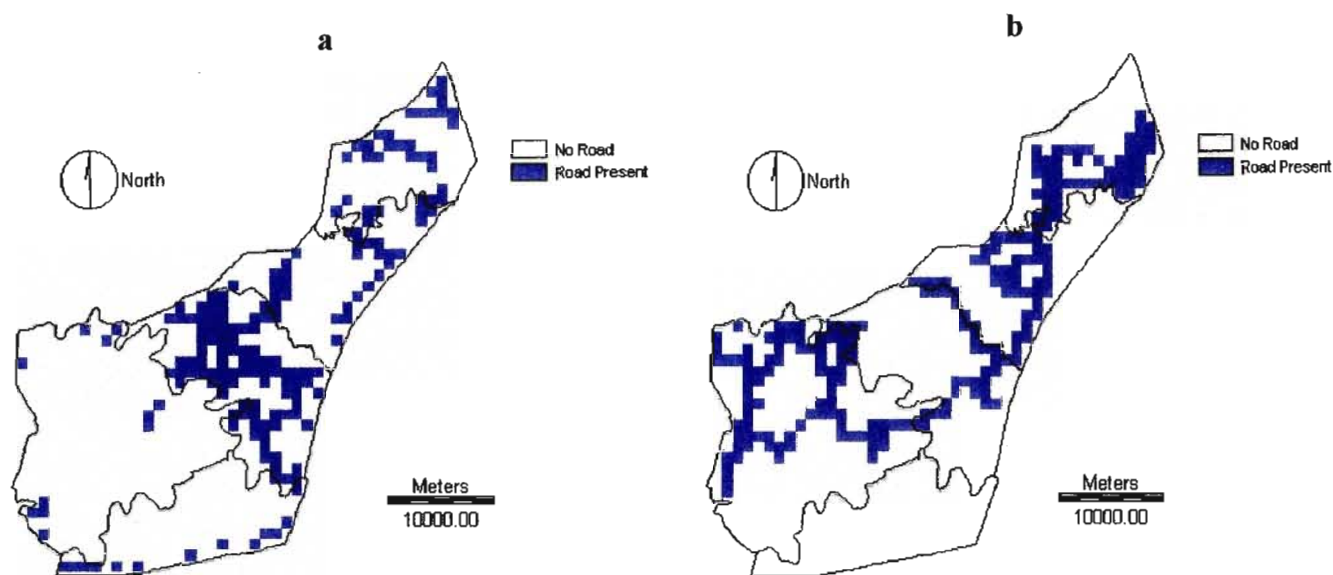 a
No Road
Road Present
North
Meters
10000.00
b
No Road
Road Present
North
Meters
10000.00